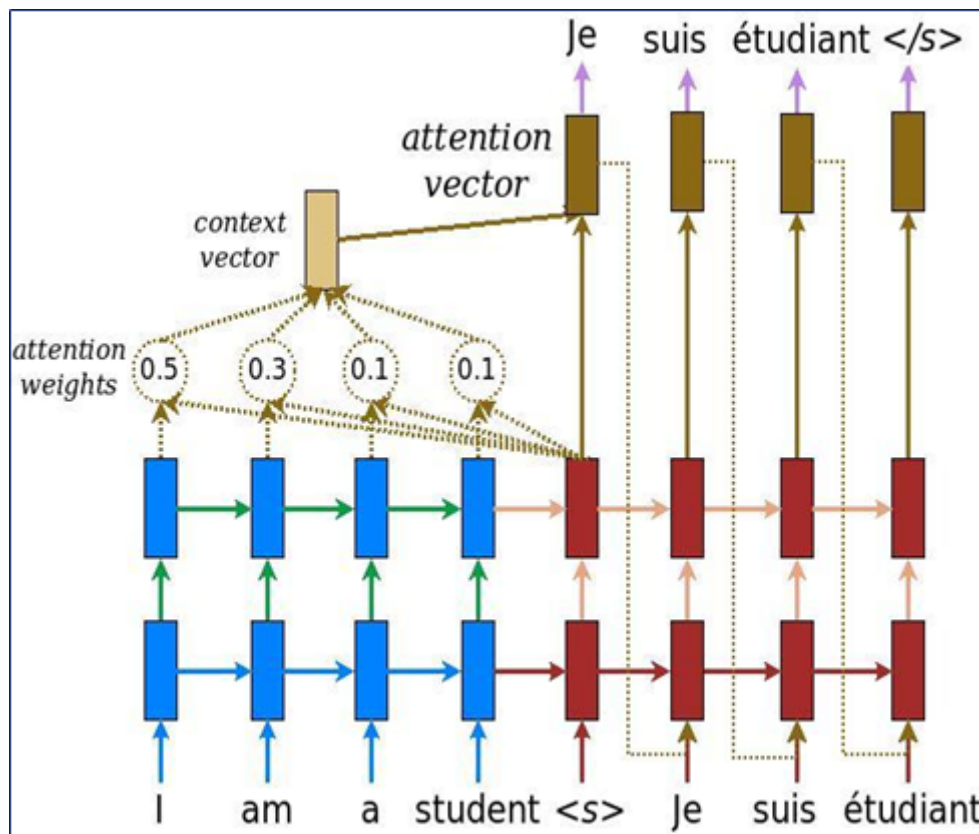 Je suis étudiant </s>
attention
vector
context
vector
attention
weights
0.5 0.3 0.1 0.1
I am a student <s> Je suis étudiant